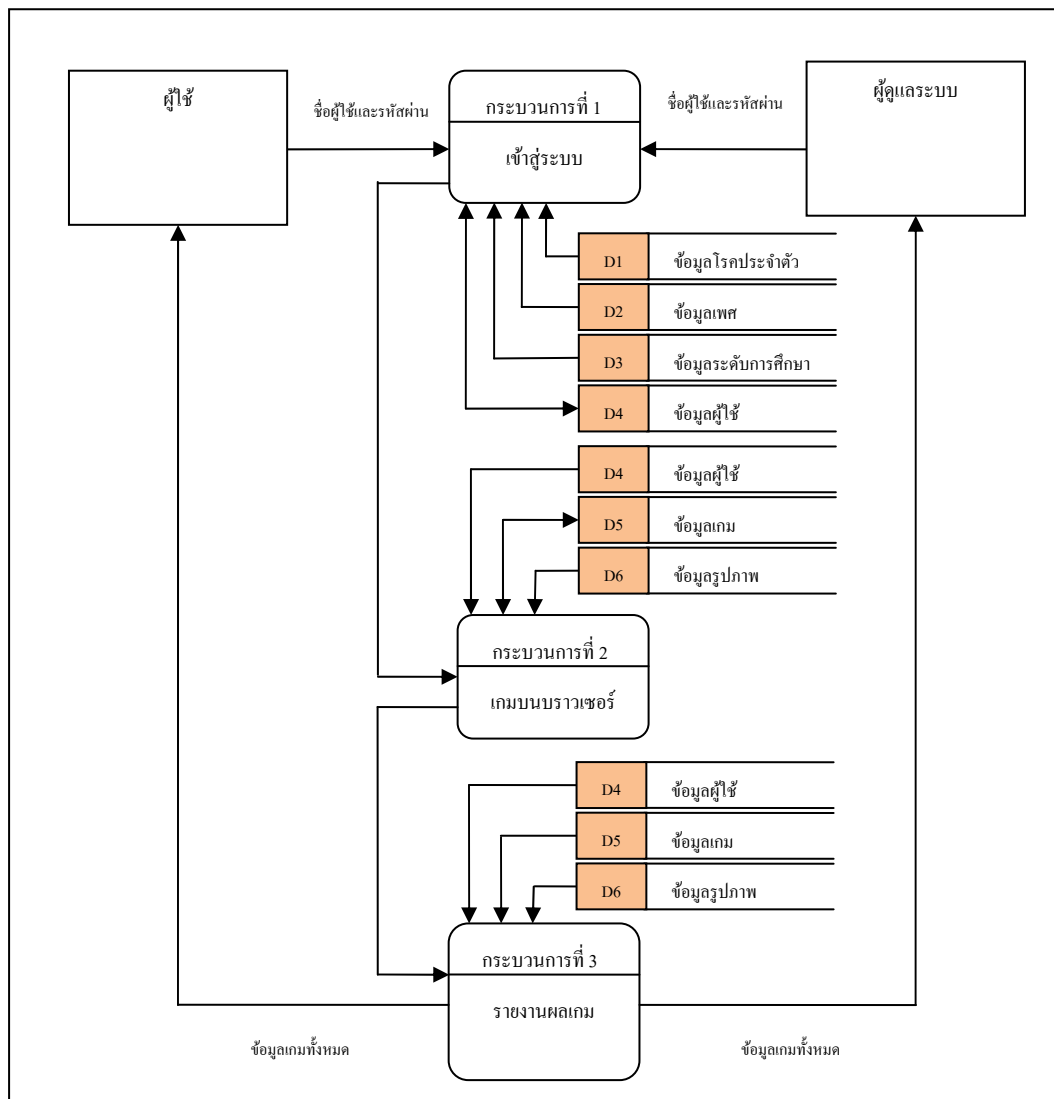 ผู้ใช้
ชื่อผู้ใช้และรหัสผ่าน
กระบวนการที่ 1
เข้าสู่ระบบ
ชื่อผู้ใช้และรหัสผ่าน
ผู้ดูแลระบบ
D1 ข้อมูลโรคประจำตัว
D2 ข้อมูลเพศ
D3 ข้อมูลระดับการศึกษา
D4 ข้อมูลผู้ใช้
D4 ข้อมูลผู้ใช้
D5 ข้อมูลเกม
D6 ข้อมูลรูปภาพ
กระบวนการที่ 2
เกมบนบราวเซอร์
D4 ข้อมูลผู้ใช้
D5 ข้อมูลเกม
D6 ข้อมูลรูปภาพ
กระบวนการที่ 3
รายงานผลเกม
ข้อมูลเกมทั้งหมด
ข้อมูลเกมทั้งหมด